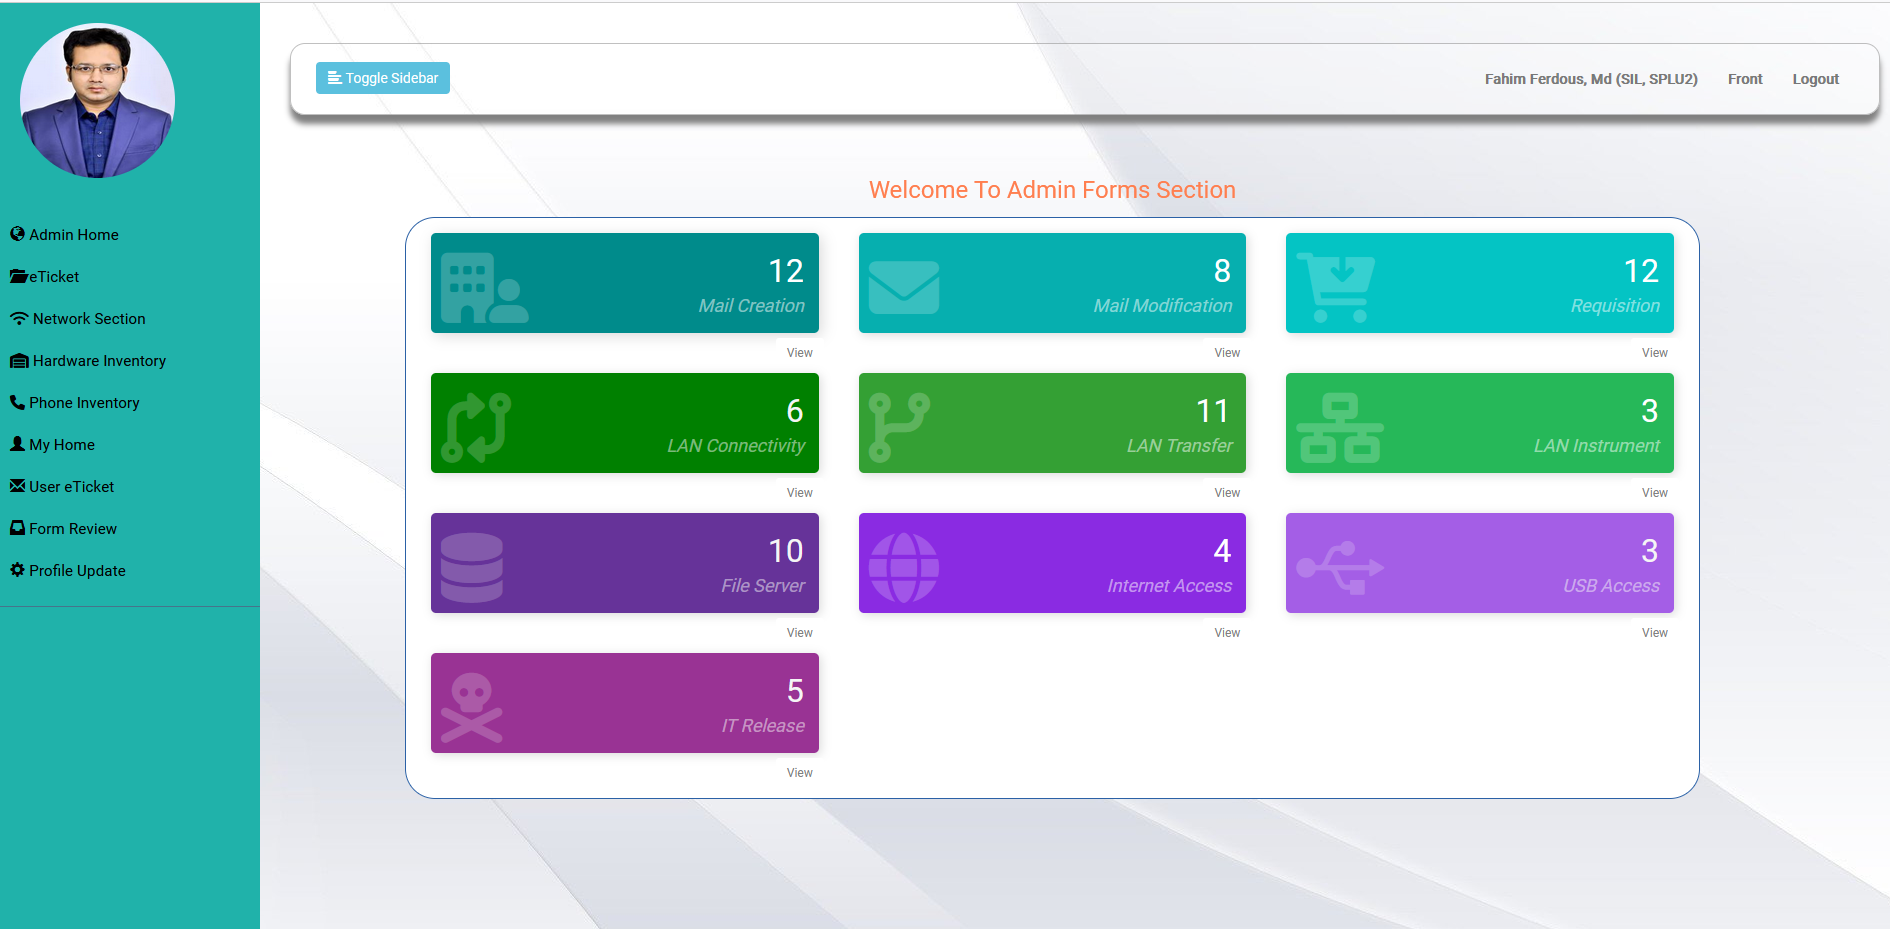 Toggle Sidebar
Fahim Ferdous, Md (SIL, SPLU2) Front Logout
Admin Home
eTicket
Network Section
Hardware Inventory
Phone Inventory
My Home
User eTicket
Form Review
Profile Update
Welcome To Admin Forms Section
12
Mail Creation
View
8
Mail Modification
View
12
Requisition
View
6
LAN Connectivity
View
11
LAN Transfer
View
3
LAN Instrument
View
10
File Server
View
4
Internet Access
View
3
USB Access
View
5
IT Release
View